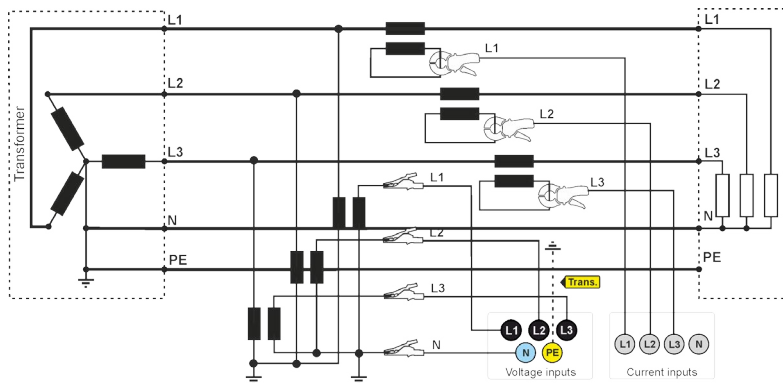 L1
L1
L1
L2
L2
L2
Transformer
L3
L3
L3
L1
N
N
L2
PE
PE
Trans.
L3
L1
L2
L3
N
N
PE
L1
L2
L3
N
Voltage inputs
Current inputs